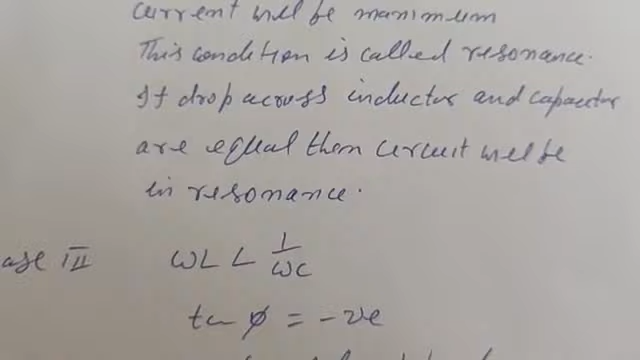 current will be maximum
This condition is called resonance.
If drop across inductor and capacitor
are equal then circuit will be
in resonance.
ase III ωL < 1/ωC
tan φ = -ve